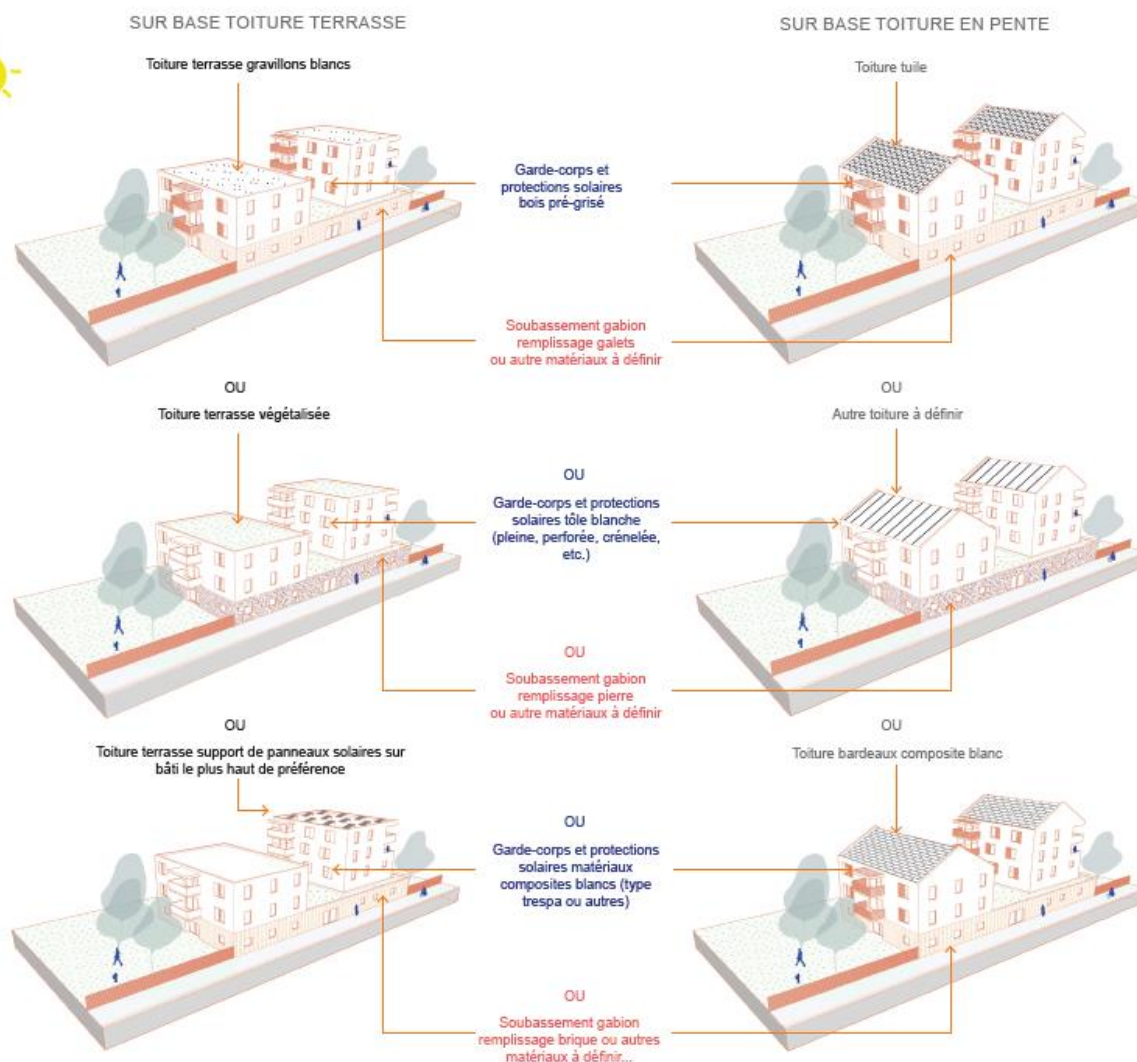 SUR BASE TOITURE TERRASSE
SUR BASE TOITURE EN PENTE
Toiture terrasse gravillons blancs
Toiture tuile
Garde-corps et
protections solaires
bois pré-grisé
Soubassement gabion
remplissage galets
ou autre matériaux à définir
OU
Toiture terrasse végétalisée
OU
Autre toiture à définir
OU
Garde-corps et protections
solaires tôle blanche
(pleine, perforée, crénelée,
etc.)
OU
Soubassement gabion
remplissage pierre
ou autre matériaux à définir
OU
Toiture terrasse support de panneaux solaires sur
bâti le plus haut de préférence
OU
Toiture bardeaux composite blanc
OU
Garde-corps et protections
solaires matériaux
composites blancs (type
trespa ou autres)
OU
Soubassement gabion
remplissage brique ou autres
matériaux à définir...